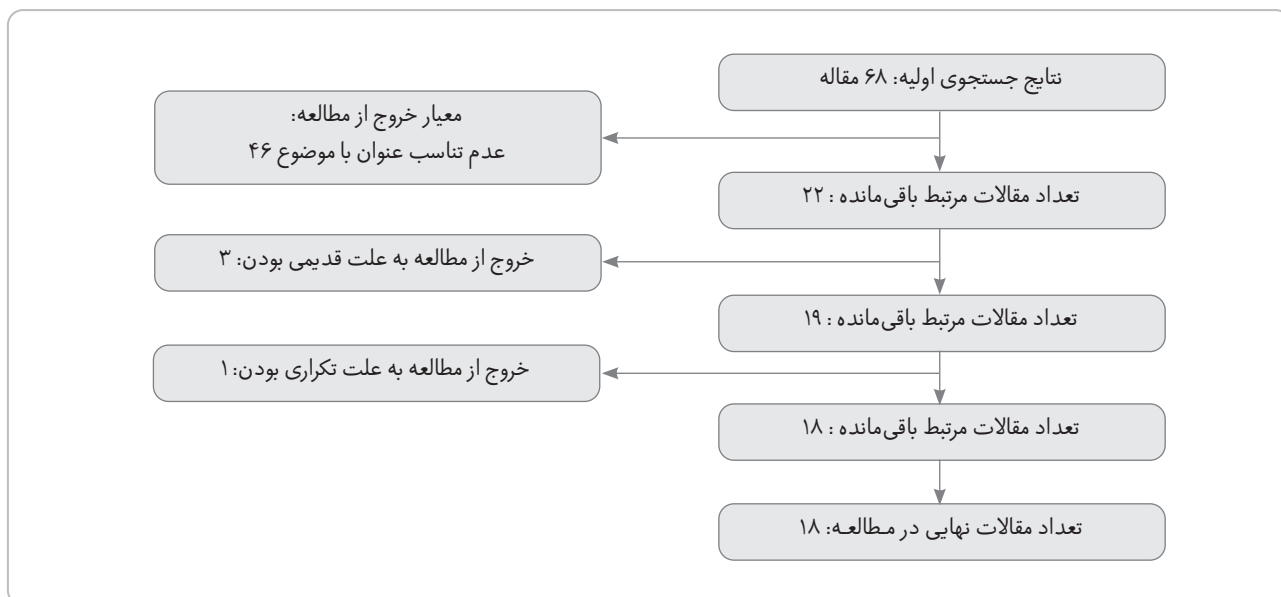 نتایج جستجوی اولیه: ۶۸ مقاله
معیار خروج از مطالعه:
عدم تناسب عنوان با موضوع ۴۶
تعداد مقالات مرتبط باقی‌مانده : ۲۲
خروج از مطالعه به علت قدیمی بودن: ۳
تعداد مقالات مرتبط باقی‌مانده : ۱۹
خروج از مطالعه به علت تکراری بودن: ۱
تعداد مقالات مرتبط باقی‌مانده : ۱۸
تعداد مقالات نهایی در مطالعه: ۱۸